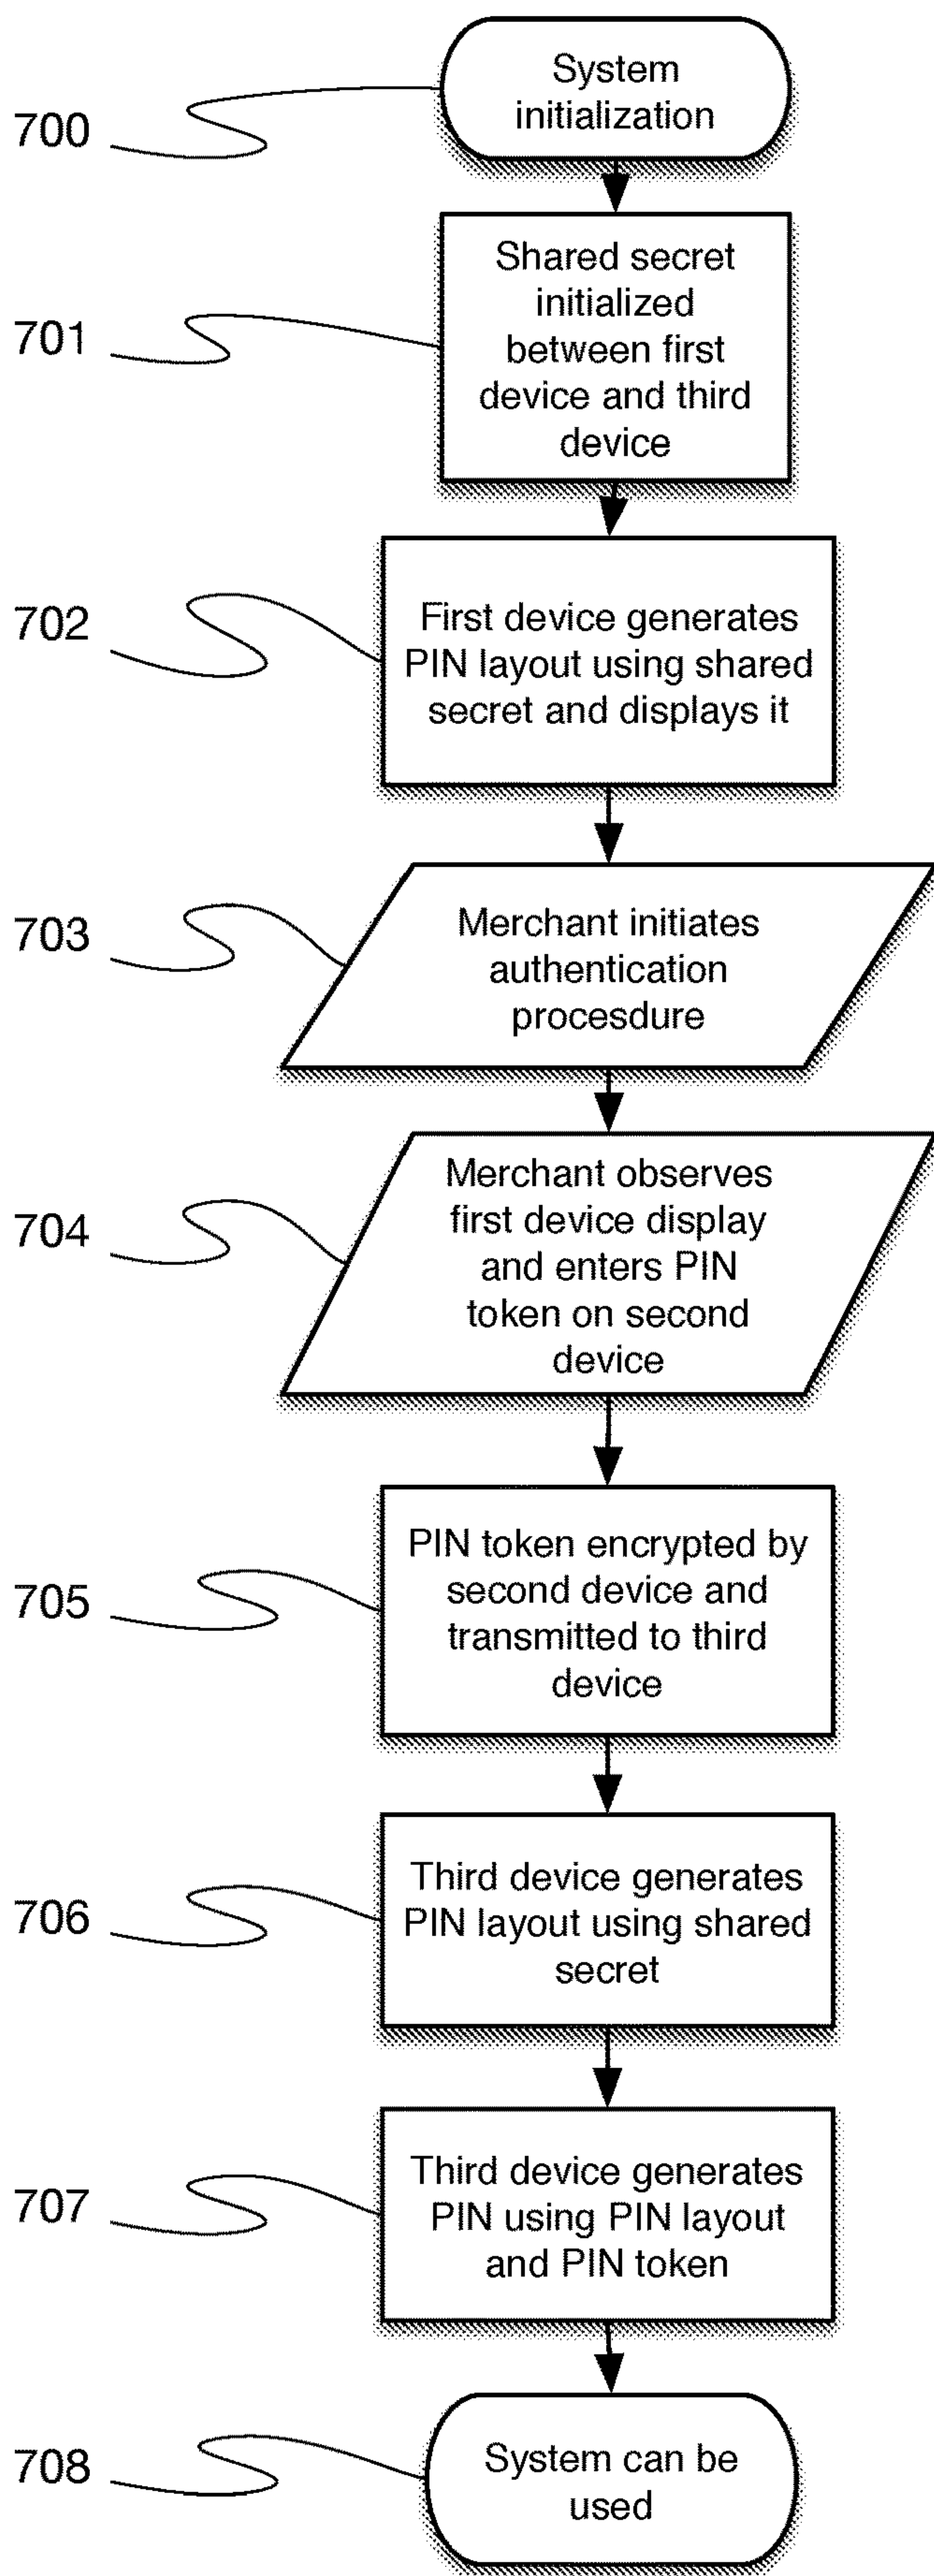 System
initialization
700
Shared secret
initialized
between first
device and third
device
701
First device generates
PIN layout using shared
secret and displays it
702
Merchant initiates
authentication
procesdure
703
Merchant observes
first device display
and enters PIN
token on second
device
704
PIN token encrypted by
second device and
transmitted to third
device
705
Third device generates
PIN layout using shared
secret
706
Third device generates
PIN using PIN layout
and PIN token
707
System can be
used
708